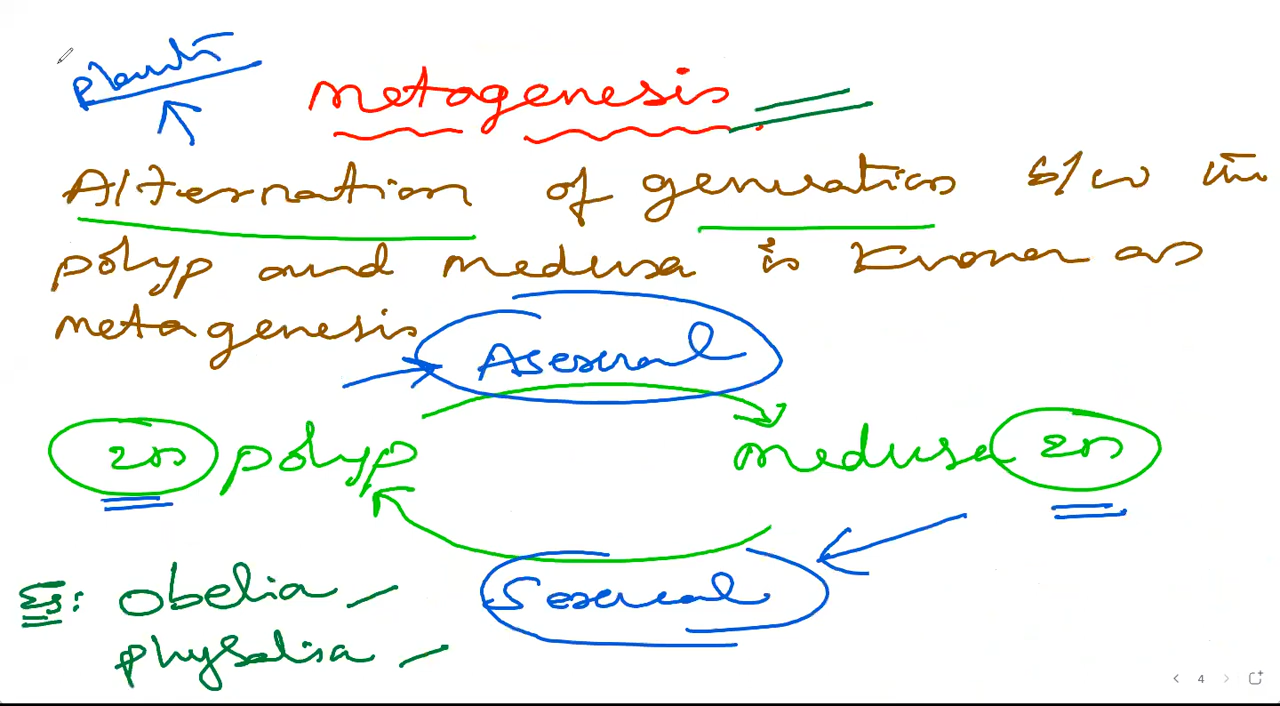 plants
metagenesis
Alternation of generation b/w the
polyp and medusa is known as
metagenesis
Asexual
2n polyp
medusa 2n
Sexual
Eg: Obelia
physalia
4